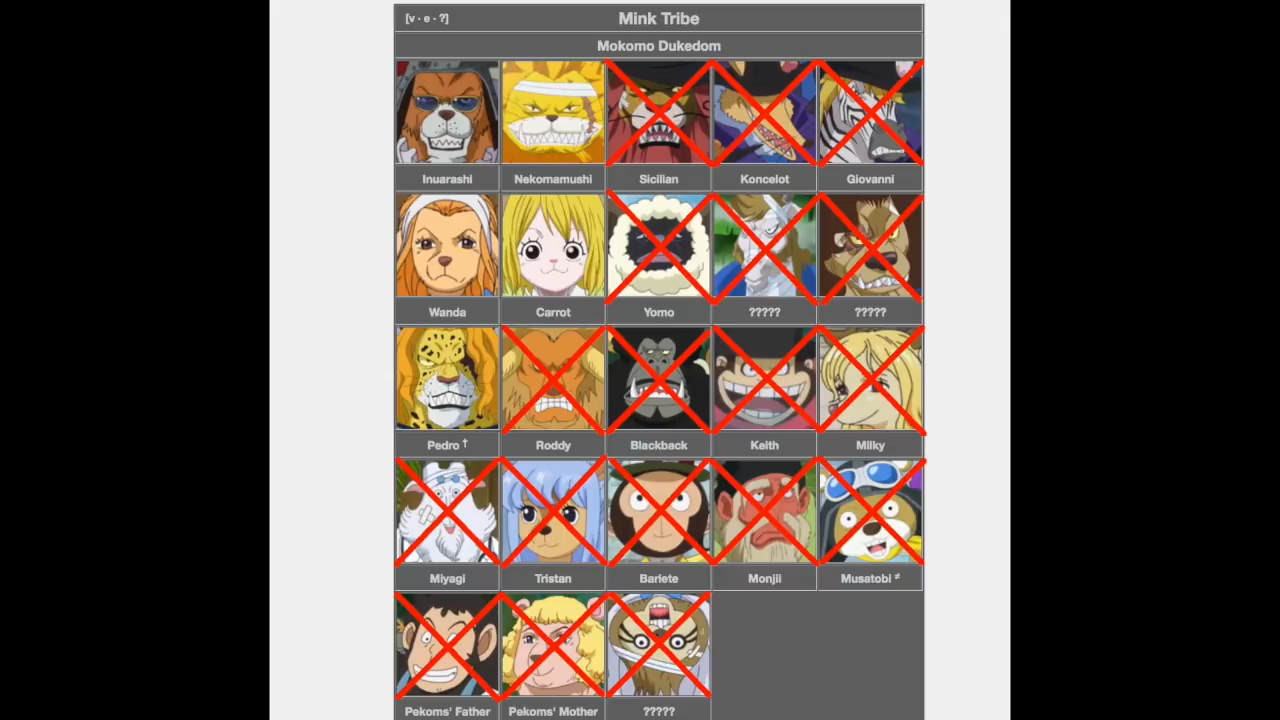 [v · e · ?] Mink Tribe
Mokomo Dukedom
Inuarashi Nekomamushi Sicilian Koncelot Giovanni
Wanda Carrot Yomo ????? ?????
Pedro † Roddy Blackback Keith Milky
Miyagi Tristan Bariete Monjii Musatobi ≠
Pekoms' Father Pekoms' Mother ?????